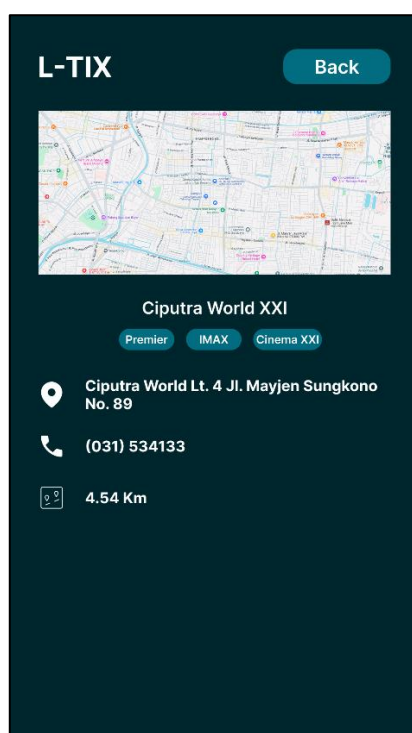 L-TIX
Back
Ciputra World XXI
Premier
IMAX
Cinema XXI
Ciputra World Lt. 4 Jl. Mayjen Sungkono
No. 89
(031) 534133
4.54 Km